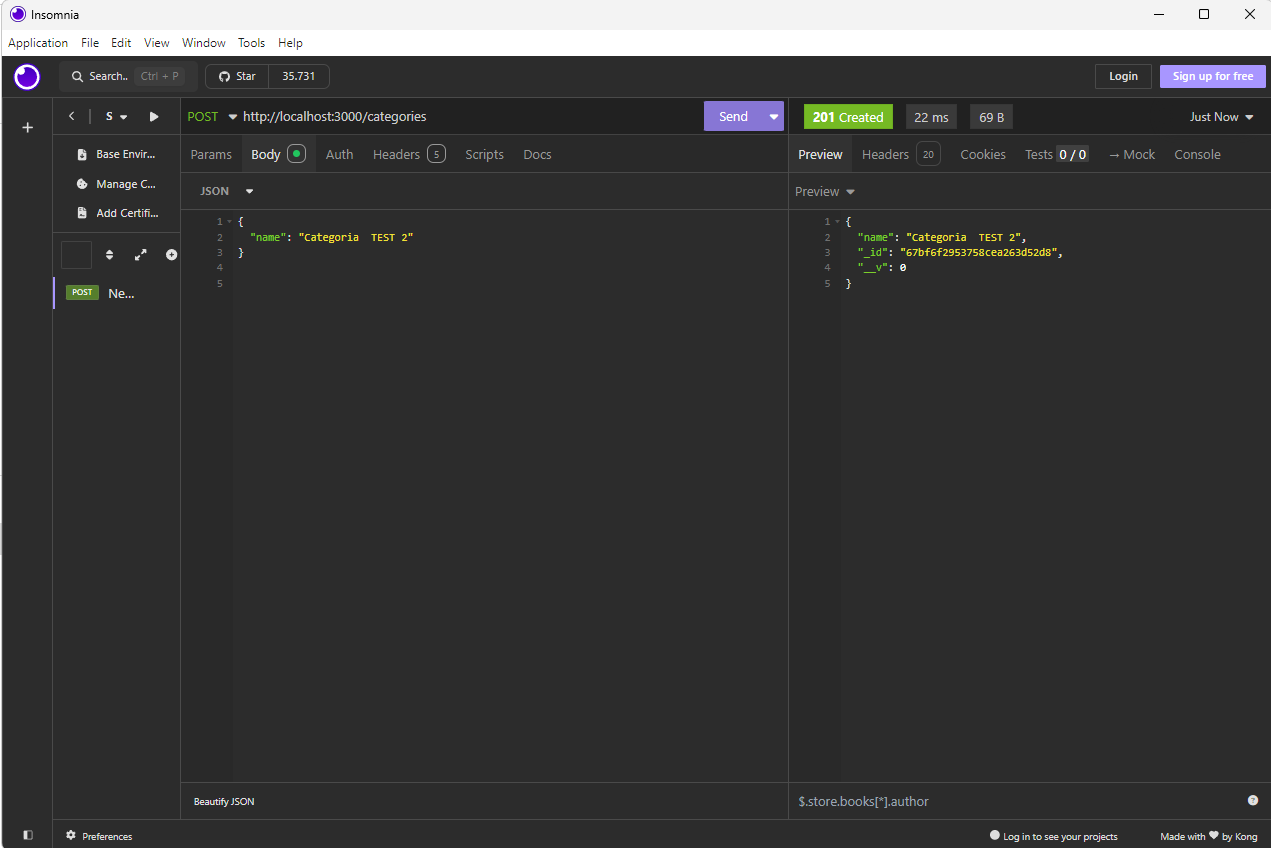 Insomnia
Application File Edit View Window Tools Help
Search.. Ctrl + P Star 35.731 Login Sign up for free
S POST http://localhost:3000/categories Send 201 Created 22 ms 69 B Just Now
Params Body Auth Headers 5 Scripts Docs Preview Headers 20 Cookies Tests 0 / 0 → Mock Console
Base Envir...
Manage C...
Add Certifi...
POST Ne...
JSON
1 {
2 "name": "Categoria  TEST 2"
3 }
4
5
Beautify JSON
Preview
1 {
2 "name": "Categoria  TEST 2",
3 "_id": "67bf6f2953758cea263d52d8",
4 "__v": 0
5 }
$.store.books[*].author
Preferences Log in to see your projects Made with ♥ by Kong